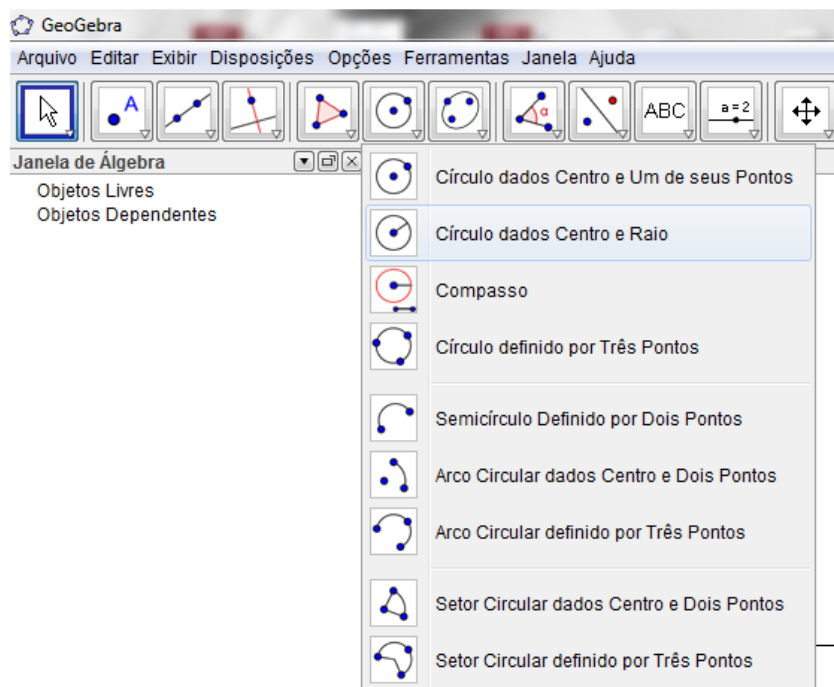 GeoGebra
Arquivo Editar Exibir Disposições Opções Ferramentas Janela Ajuda
A α ABC a=2
Janela de Álgebra
Objetos Livres
Objetos Dependentes
Círculo dados Centro e Um de seus Pontos
Círculo dados Centro e Raio
Compasso
Círculo definido por Três Pontos
Semicírculo Definido por Dois Pontos
Arco Circular dados Centro e Dois Pontos
Arco Circular definido por Três Pontos
Setor Circular dados Centro e Dois Pontos
Setor Circular definido por Três Pontos